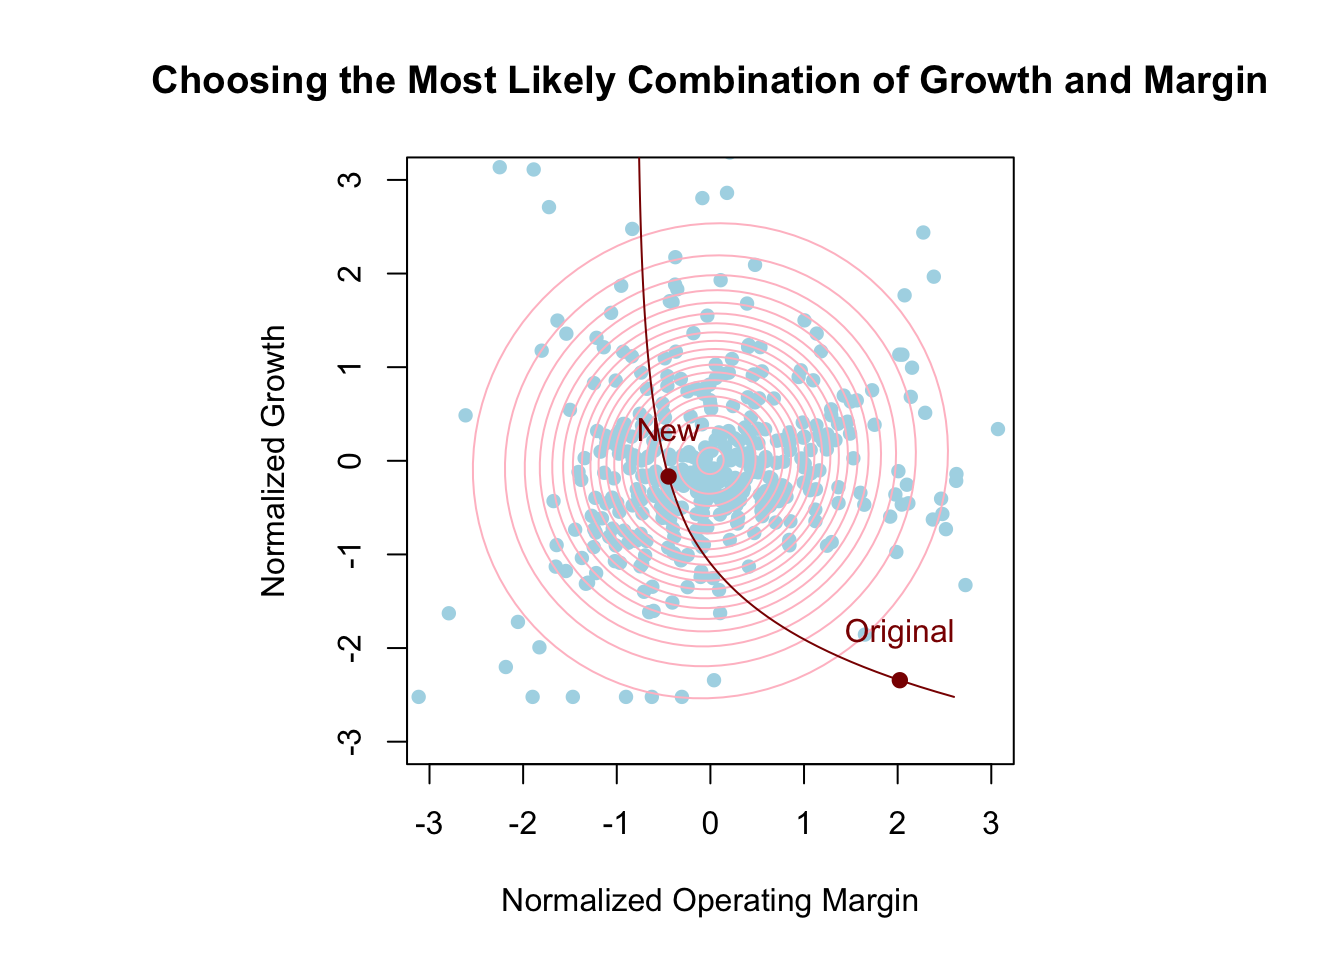 Choosing the Most Likely Combination of Growth and Margin
3
2
1
0
-1
-2
-3
Normalized Growth
New
Original
-3 -2 -1 0 1 2 3
Normalized Operating Margin